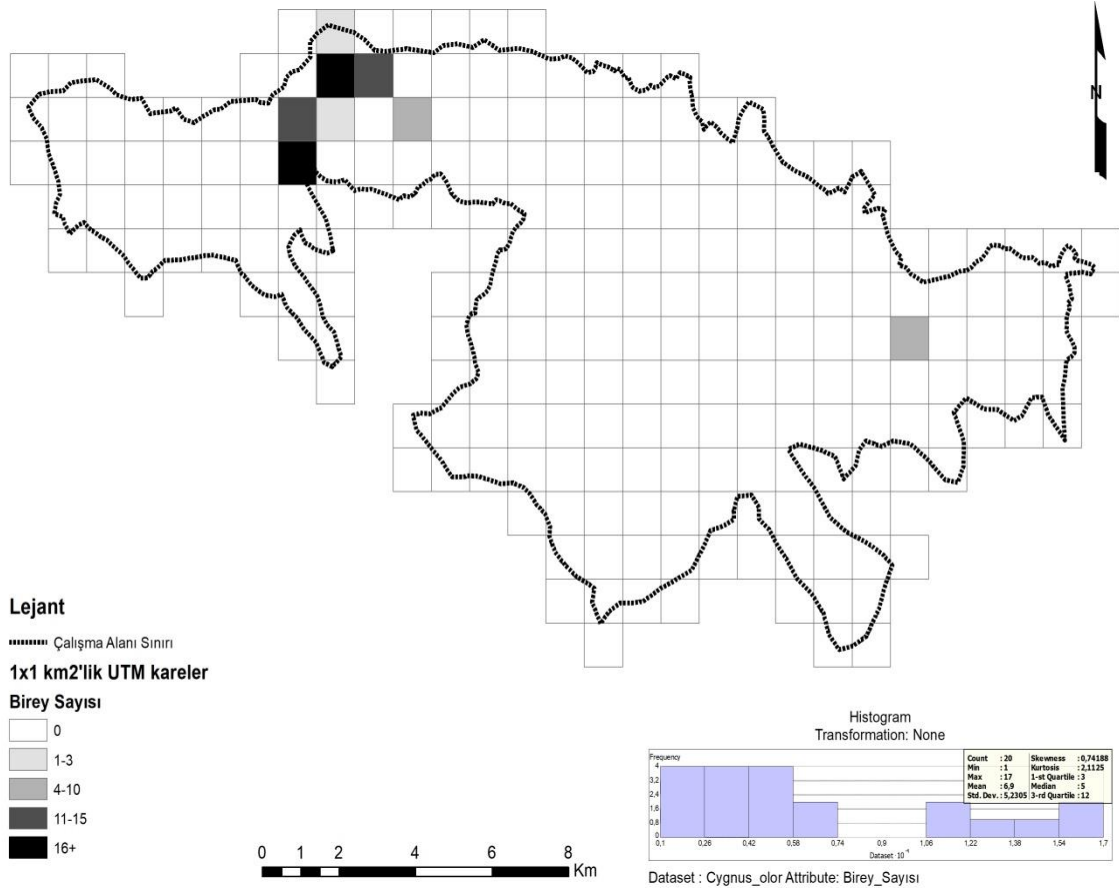 N
Lejant
Çalışma Alanı Sınırı
1x1 km2'lik UTM kareler
Birey Sayısı
0
1-3
4-10
11-15
16+
0 1 2 4 6 8
Km
Histogram
Transformation: None
Frequency
4
3,2
2,4
1,6
0,8
0
0,1 0,26 0,42 0,58 0,74 0,9 1,06 1,22 1,38 1,54 1,7
Count : 20 Skewness : 0,74188
Min : 1 Kurtosis : 2,1125
Max : 17 1-st Quartile : 3
Mean : 6,9 Median : 5
Std. Dev. : 5,2305 3-rd Quartile : 12
Dataset : Cygnus_olor Attribute: Birey_Sayısı